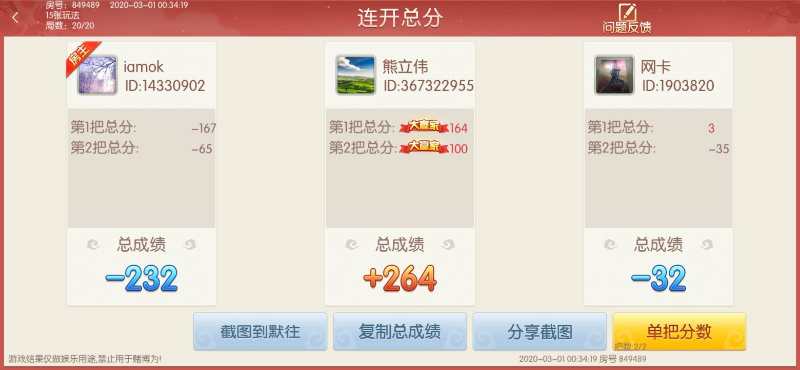 房号：849489 2020-03-01 00:34:19
15张玩法
局数：20/20
连开总分
问题反馈
房主
iamok
ID:14330902
第1把总分: -167
第2把总分: -65
总成绩
-232
熊立伟
ID:367322955
第1把总分: 大赢家 164
第2把总分: 大赢家 100
总成绩
+264
网卡
ID:1903820
第1把总分: 3
第2把总分: -35
总成绩
-32
截图到默往
复制总成绩
分享截图
单把分数
把数:2/2
游戏结果仅做娱乐用途,禁止用于赌博为!
2020-03-01 00:34:19 房号 849489